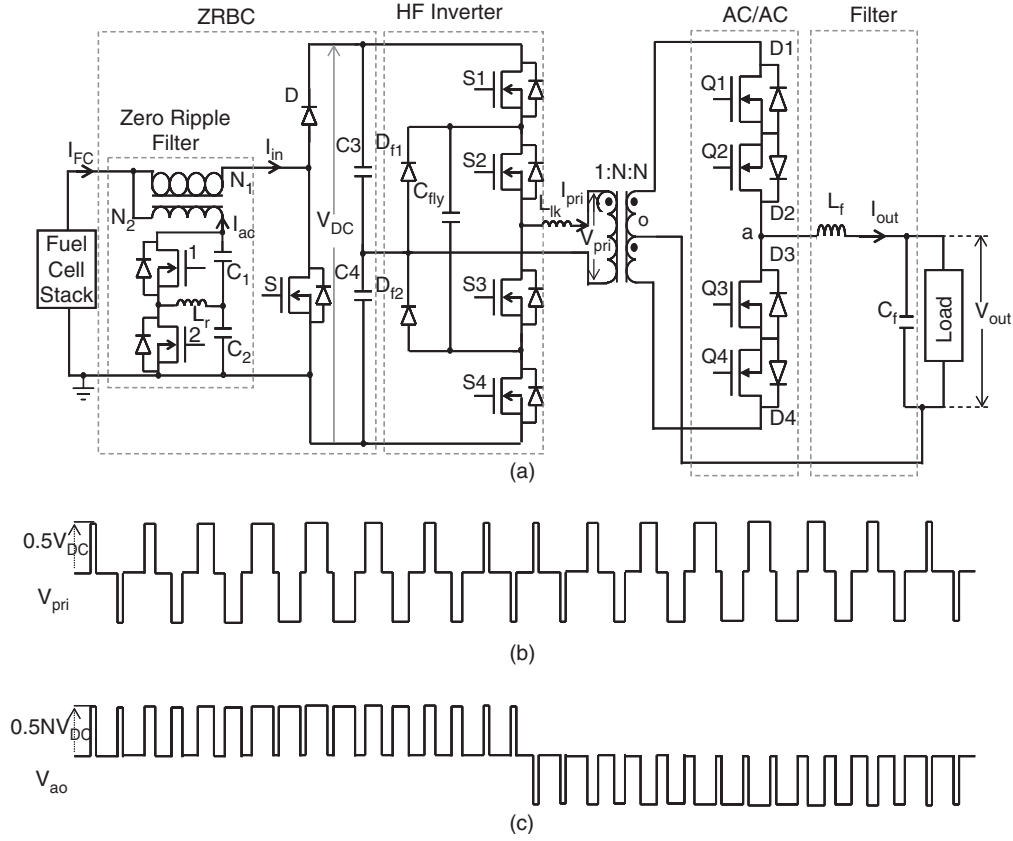 ZRBC
HF Inverter
AC/AC
Filter
Zero Ripple
Filter
I_FC
I_in
N_1
N_2
I_ac
Fuel
Cell
Stack
1
2
C_1
L_r
C_2
D
S
V_DC
C3
C4
D_f1
D_f2
C_fly
S1
S2
S3
S4
L_lk
I_pri
V_pri
1:N:N
o
a
Q1
Q2
Q3
Q4
D1
D2
D3
D4
L_f
I_out
C_f
Load
V_out
(a)
0.5V_DC
V_pri
(b)
0.5NV_DC
V_ao
(c)